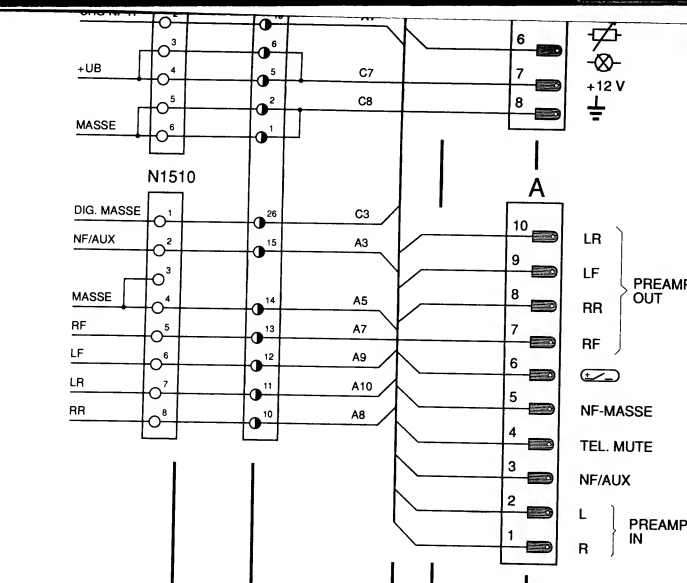 2
3
6
+UB
4
5
C7
5
2
C8
MASSE
6
1
6
7
+12 V
8
N1510
DIG. MASSE
1
26
C3
NF/AUX
2
15
A3
3
MASSE
4
14
A5
RF
5
13
A7
LF
6
12
A9
LR
7
11
A10
RR
8
10
A8
A
10
LR
9
LF
PREAMP
OUT
8
RR
7
RF
6
+ −
5
NF-MASSE
4
TEL. MUTE
3
NF/AUX
2
L
PREAMP
IN
1
R